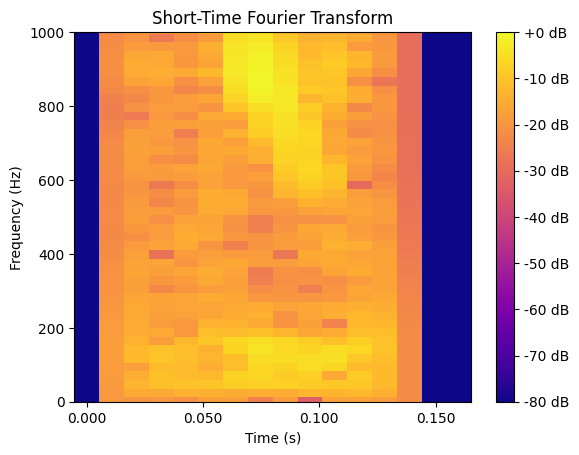 Short-Time Fourier Transform
1000
800
600
400
200
0
Frequency (Hz)
0.000
0.050
0.100
0.150
Time (s)
+0 dB
-10 dB
-20 dB
-30 dB
-40 dB
-50 dB
-60 dB
-70 dB
-80 dB